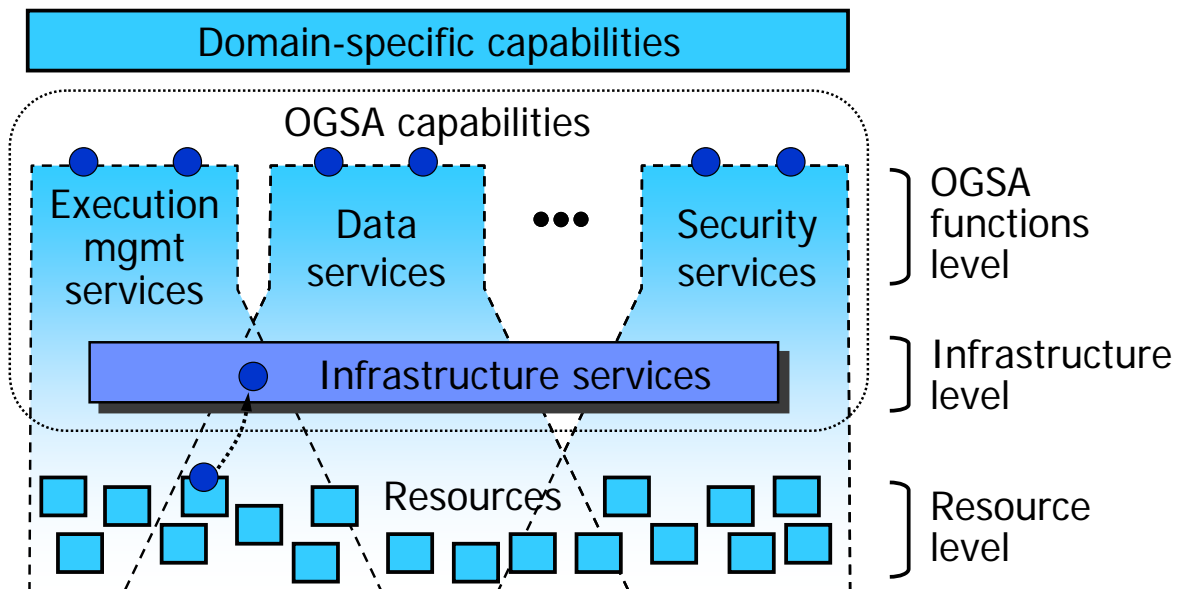 Domain-specific capabilities
OGSA capabilities
Execution
mgmt
services
Data
services
•••
Security
services
OGSA
functions
level
Infrastructure services
Infrastructure
level
Resources
Resource
level